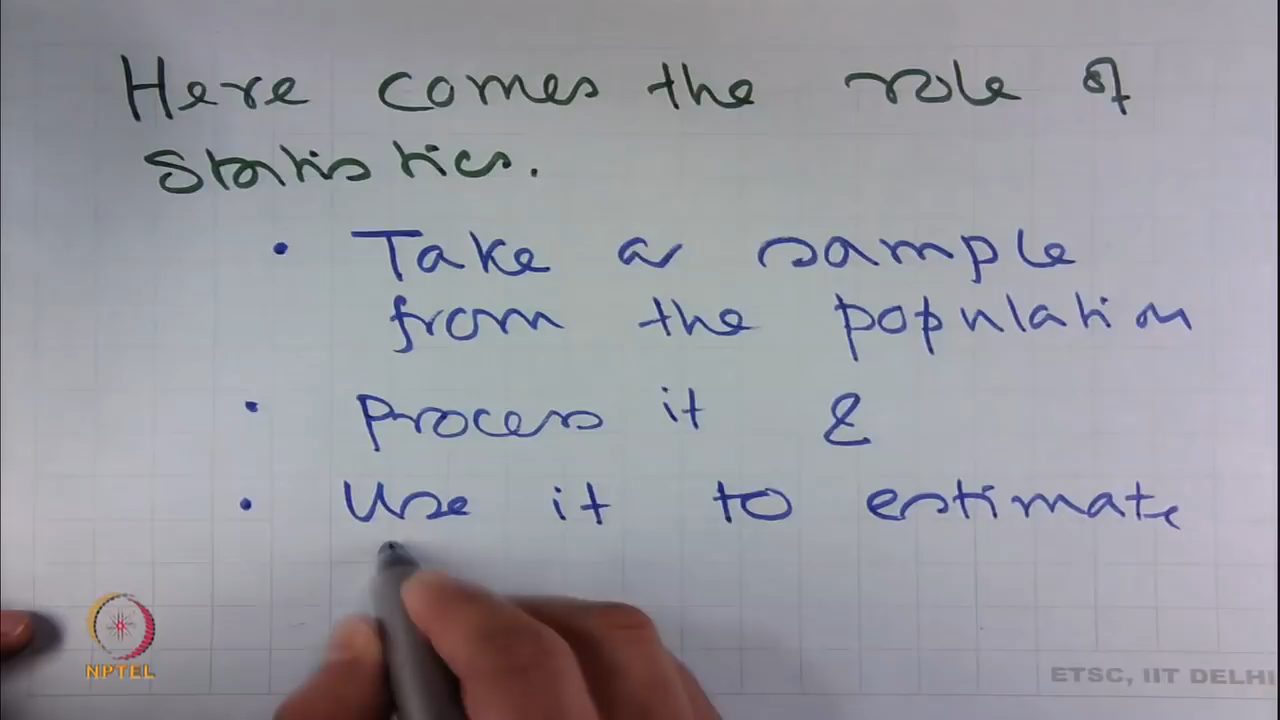 Here comes the role of
Statistics.
• Take a sample
from the population
• Process it &
• Use it to estimate
NPTEL
ETSC, IIT DELHI